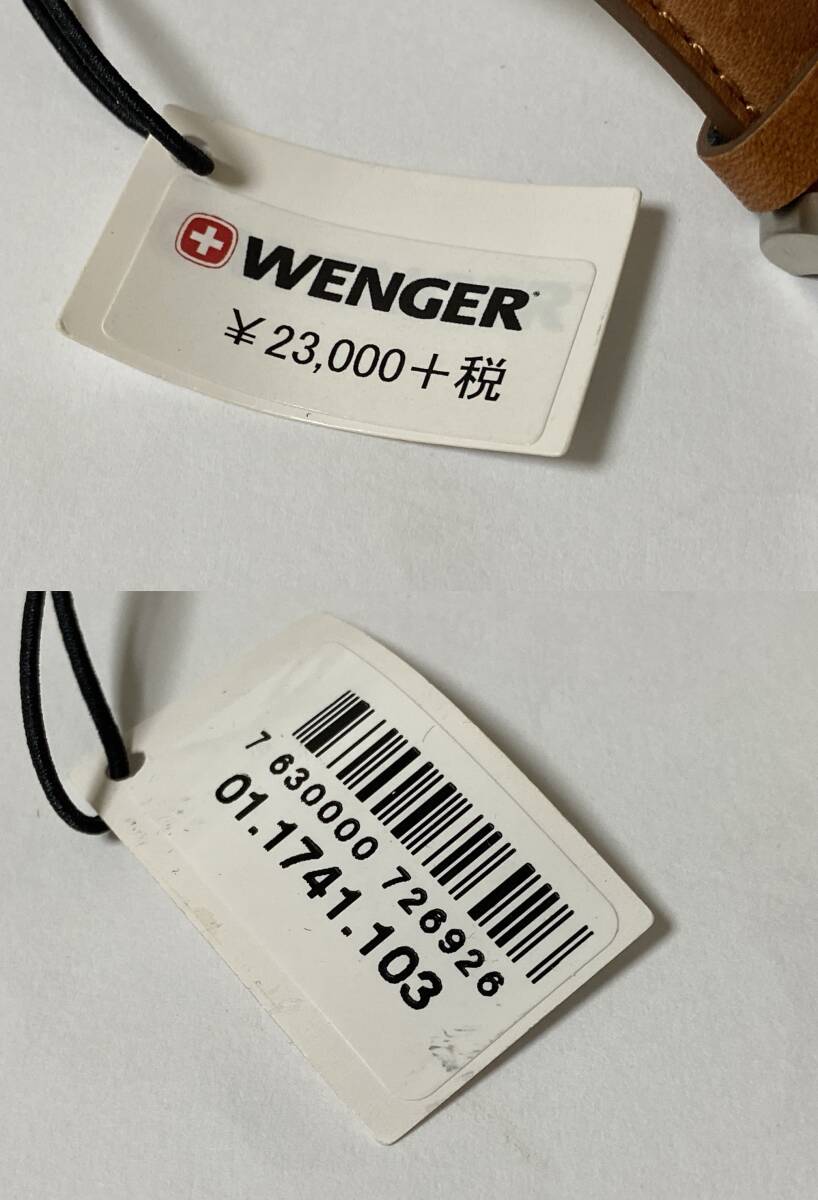 WENGER
¥23,000+税
7 630000 726926
01.1741.103